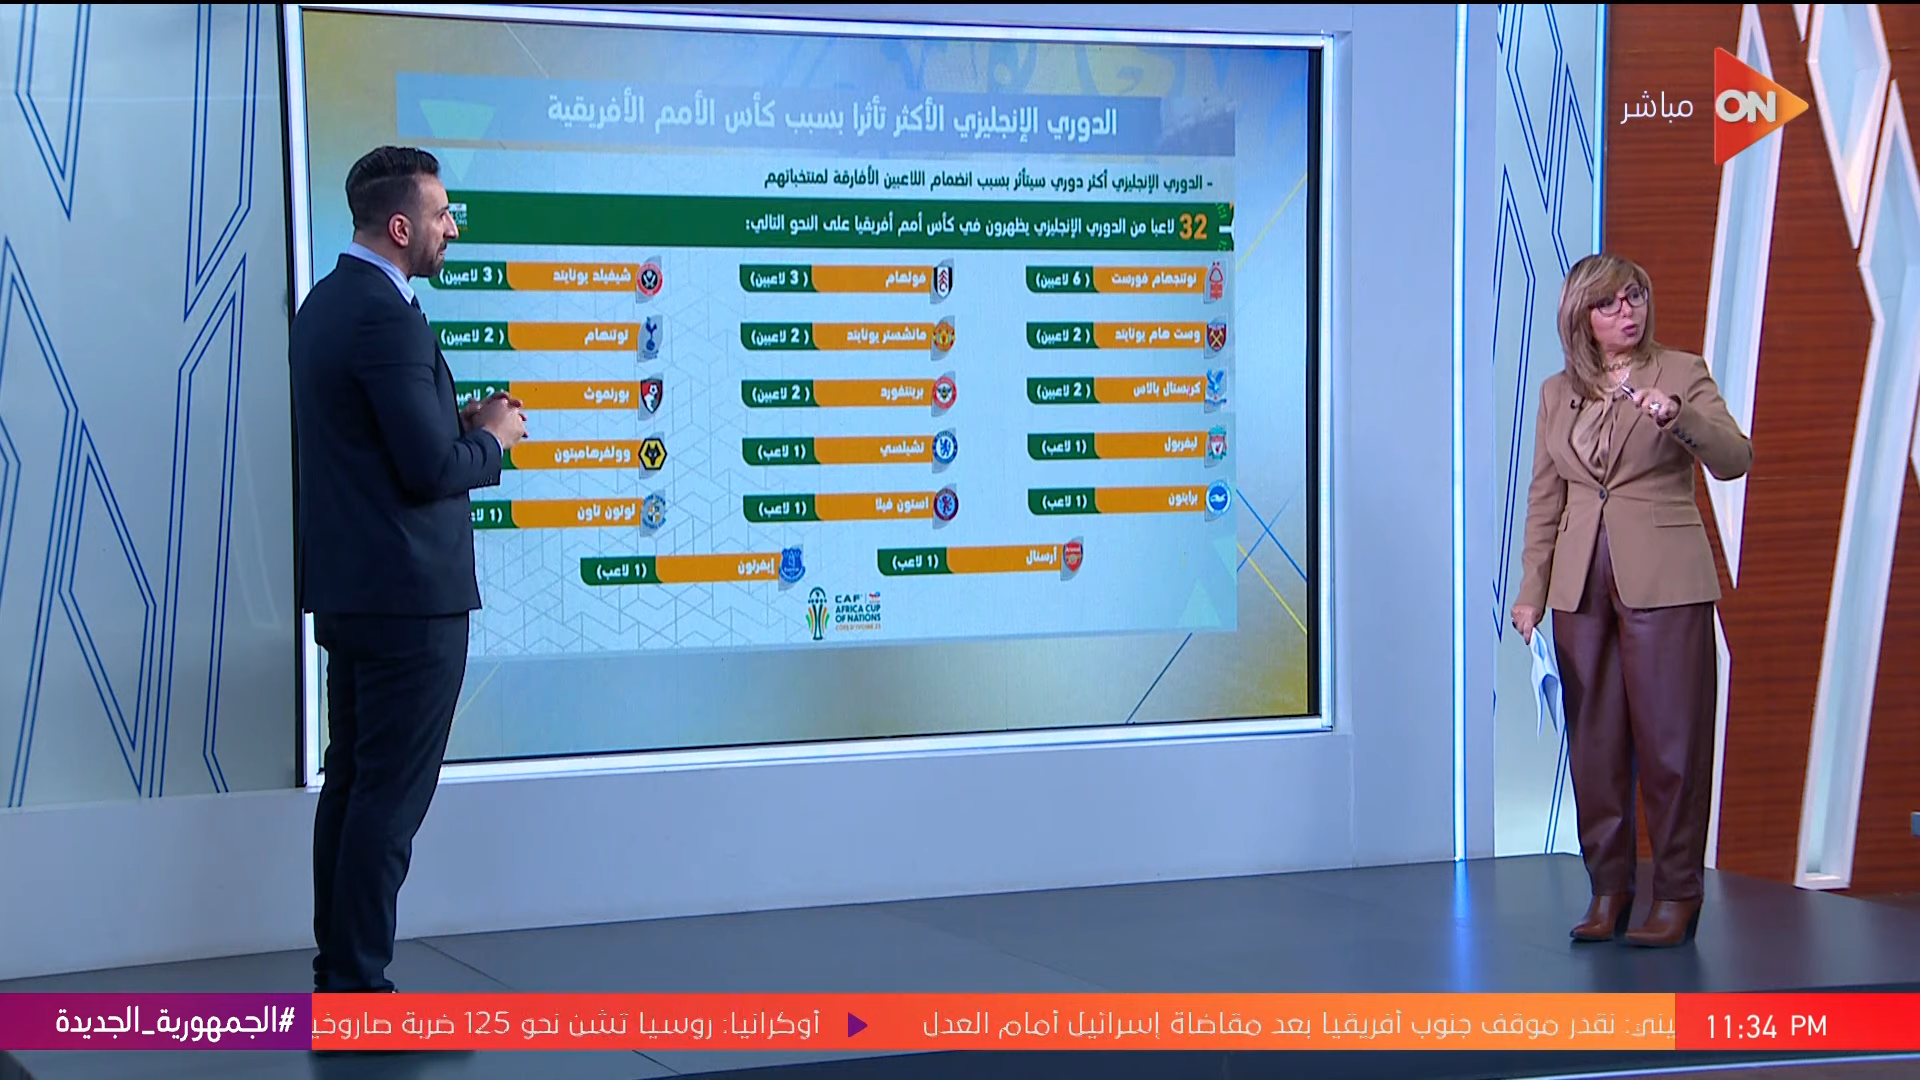 مباشر ON
الدوري الإنجليزي الأكثر تأثرا بسبب كأس الأمم الأفريقية
- الدوري الإنجليزي أكثر دوري سيتأثر بسبب انضمام اللاعبين الأفارقة لمنتخباتهم
32 لاعبا من الدوري الإنجليزي يظهرون في كأس أمم أفريقيا على النحو التالي:
نوتنجهام فورست (6 لاعبين) فولهام (3 لاعبين) شيفيلد يونايتد (3 لاعبين)
وست هام يونايتد (2 لاعبين) مانشستر يونايتد (2 لاعبين) توتنهام (2 لاعبين)
كريستال بالاس (2 لاعبين) برينتفورد (2 لاعبين) بورنموث
ليفربول (1 لاعب) تشيلسي (1 لاعب) وولفرهامبتون
برايتون (1 لاعب) استون فيلا (1 لاعب) لوتون تاون (1
أرسنال (1 لاعب) إيفرتون (1 لاعب)
CAF
AFRICA CUP
OF NATIONS
11:34 PM
يني: نقدر موقف جنوب أفريقيا بعد مقاضاة إسرائيل أمام العدل ◀ أوكرانيا: روسيا تشن نحو 125 ضربة صاروخي
#الجمهورية_الجديدة